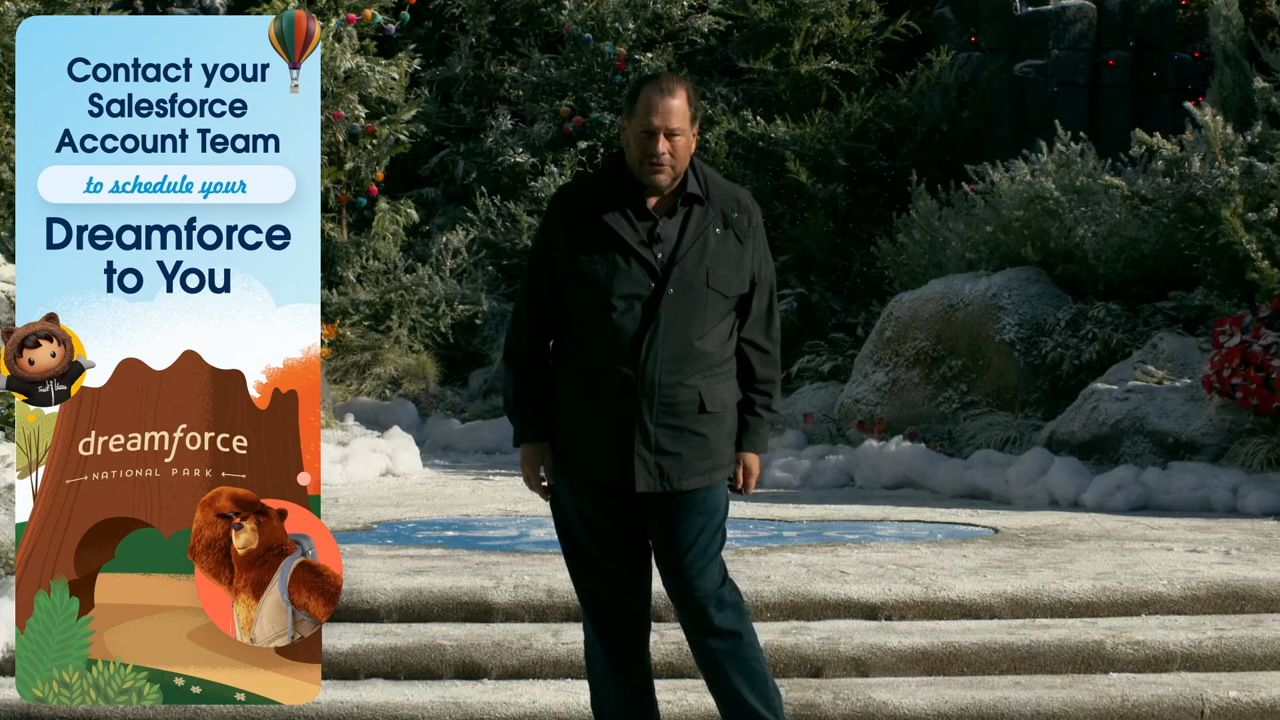 Contact your
Salesforce
Account Team
to schedule your
Dreamforce
to You
dreamforce
NATIONAL PARK